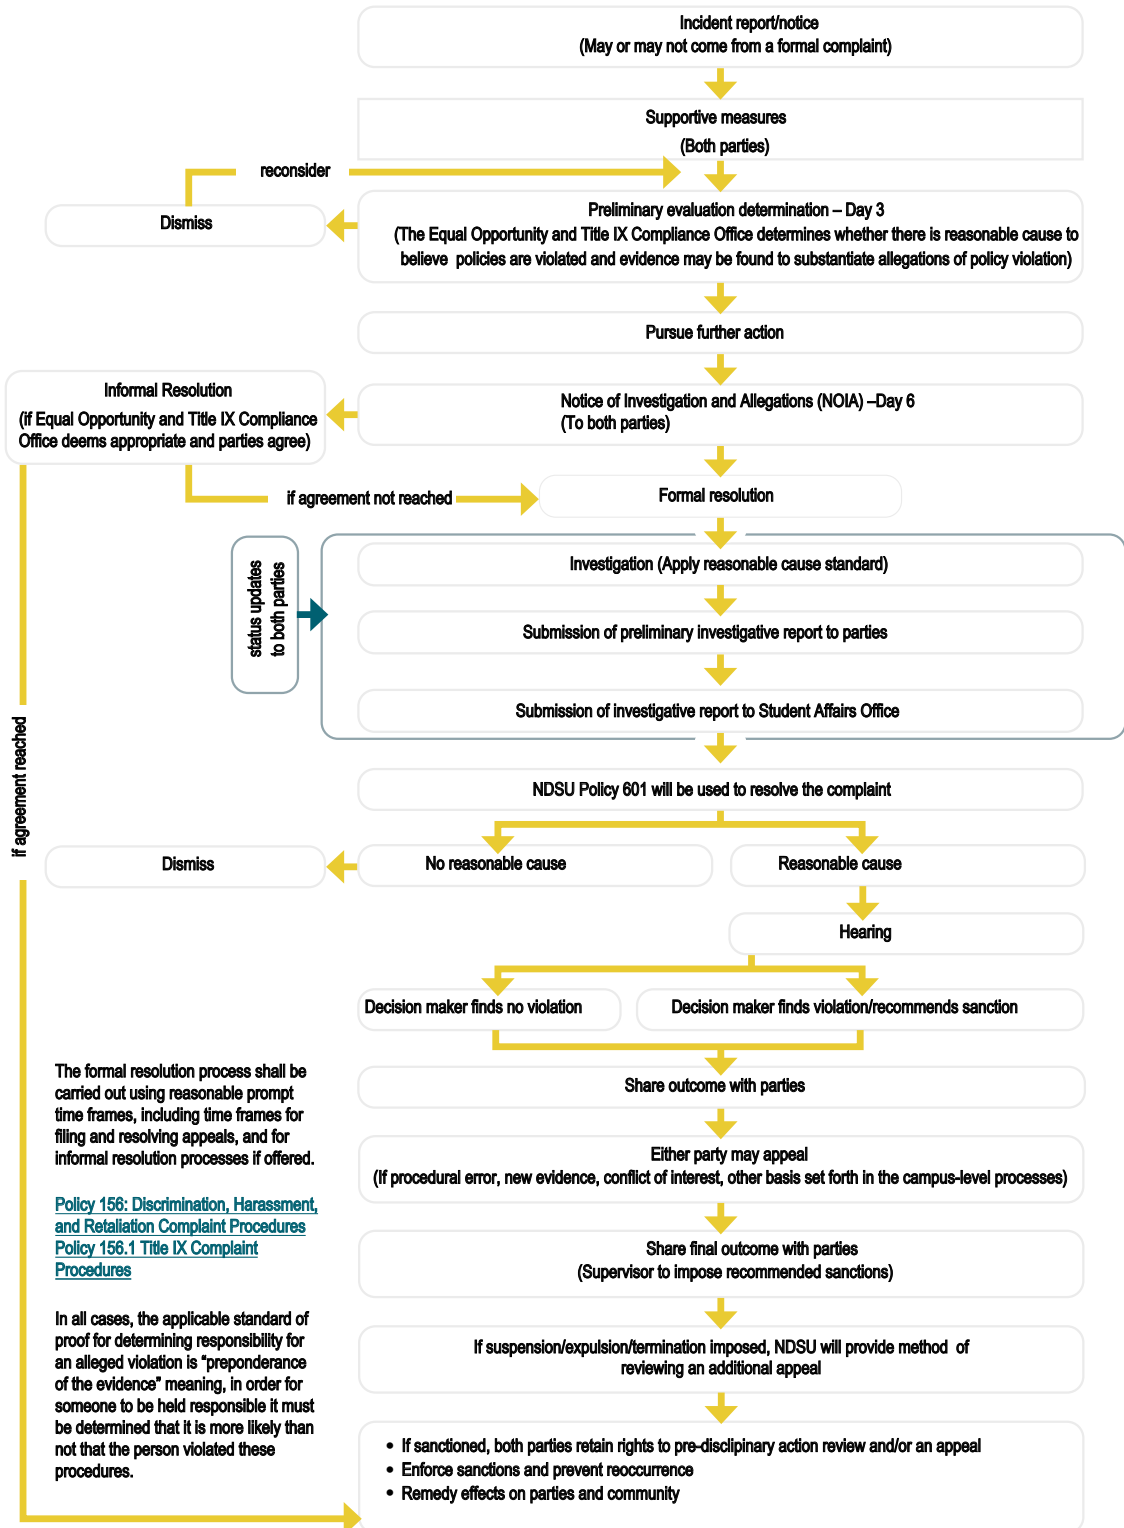 Incident report/notice
(May or may not come from a formal complaint)
Supportive measures
(Both parties)
reconsider
Dismiss
Preliminary evaluation determination – Day 3
(The Equal Opportunity and Title IX Compliance Office determines whether there is reasonable cause to
believe policies are violated and evidence may be found to substantiate allegations of policy violation)
Pursue further action
Informal Resolution
(if Equal Opportunity and Title IX Compliance
Office deems appropriate and parties agree)
Notice of Investigation and Allegations (NOIA) –Day 6
(To both parties)
if agreement not reached
Formal resolution
status updates
to both parties
Investigation (Apply reasonable cause standard)
Submission of preliminary investigative report to parties
Submission of investigative report to Student Affairs Office
if agreement reached
NDSU Policy 601 will be used to resolve the complaint
Dismiss
No reasonable cause
Reasonable cause
Hearing
Decision maker finds no violation
Decision maker finds violation/recommends sanction
Share outcome with parties
Either party may appeal
(If procedural error, new evidence, conflict of interest, other basis set forth in the campus-level processes)
Share final outcome with parties
(Supervisor to impose recommended sanctions)
If suspension/expulsion/termination imposed, NDSU will provide method of
reviewing an additional appeal
• If sanctioned, both parties retain rights to pre-disclipinary action review and/or an appeal
• Enforce sanctions and prevent reoccurrence
• Remedy effects on parties and community
The formal resolution process shall be
carried out using reasonable prompt
time frames, including time frames for
filing and resolving appeals, and for
informal resolution processes if offered.
Policy 156: Discrimination, Harassment,
and Retaliation Complaint Procedures
Policy 156.1 Title IX Complaint
Procedures
In all cases, the applicable standard of
proof for determining responsibility for
an alleged violation is “preponderance
of the evidence” meaning, in order for
someone to be held responsible it must
be determined that it is more likely than
not that the person violated these
procedures.